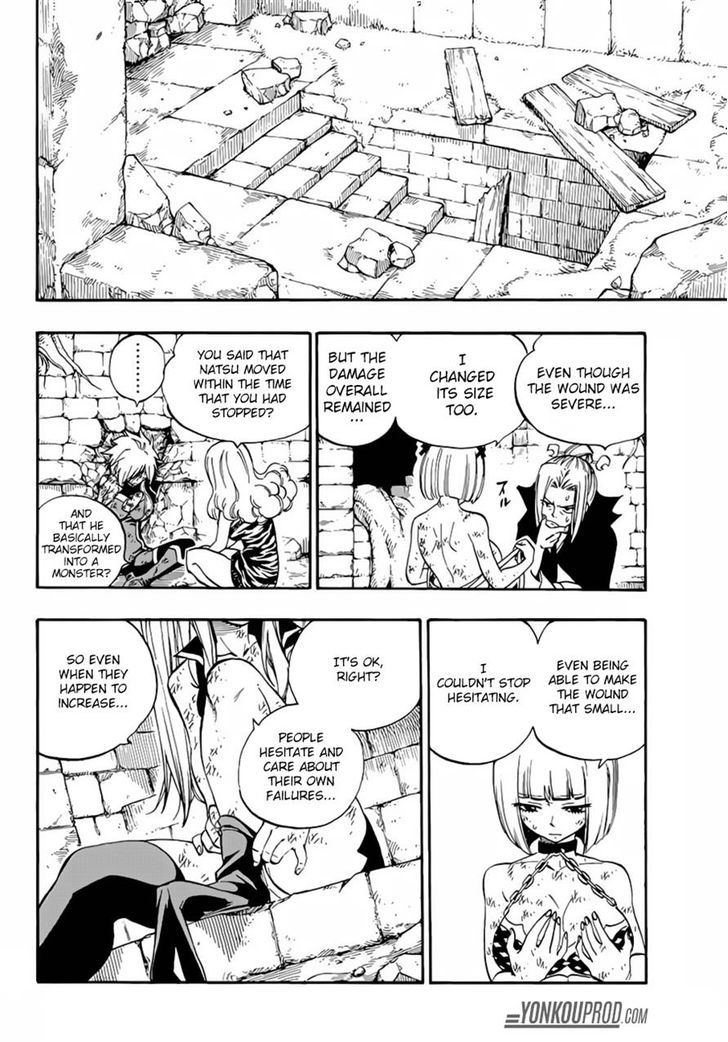 EVEN THOUGH
THE WOUND WAS
SEVERE...
I
CHANGED
ITS SIZE
TOO.
BUT THE
DAMAGE
OVERALL
REMAINED
...
スル
YOU SAID THAT
NATSU MOVED
WITHIN THE TIME
THAT YOU HAD
STOPPED?
........
AND
THAT HE
BASICALLY
TRANSFORMED
INTO A
MONSTER?
EVEN BEING
ABLE TO MAKE
THE WOUND
THAT SMALL...
I
COULDN'T STOP
HESITATING.
IT'S OK,
RIGHT?
PEOPLE
HESITATE AND
CARE ABOUT
THEIR OWN
FAILURES...
SO EVEN
WHEN THEY
HAPPEN TO
INCREASE...
YONKOUPROD.COM